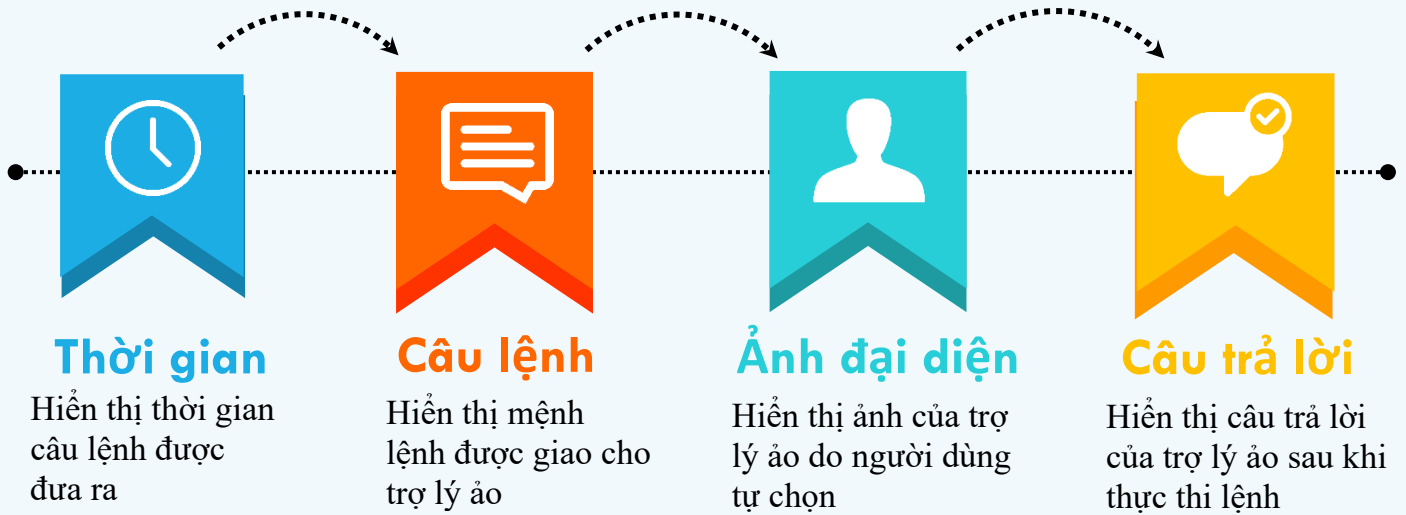 Thời gian
Hiển thị thời gian
câu lệnh được
đưa ra
Câu lệnh
Hiển thị mệnh
lệnh được giao cho
trợ lý ảo
Ảnh đại diện
Hiển thị ảnh của trợ
lý ảo do người dùng
tự chọn
Câu trả lời
Hiển thị câu trả lời
của trợ lý ảo sau khi
thực thi lệnh